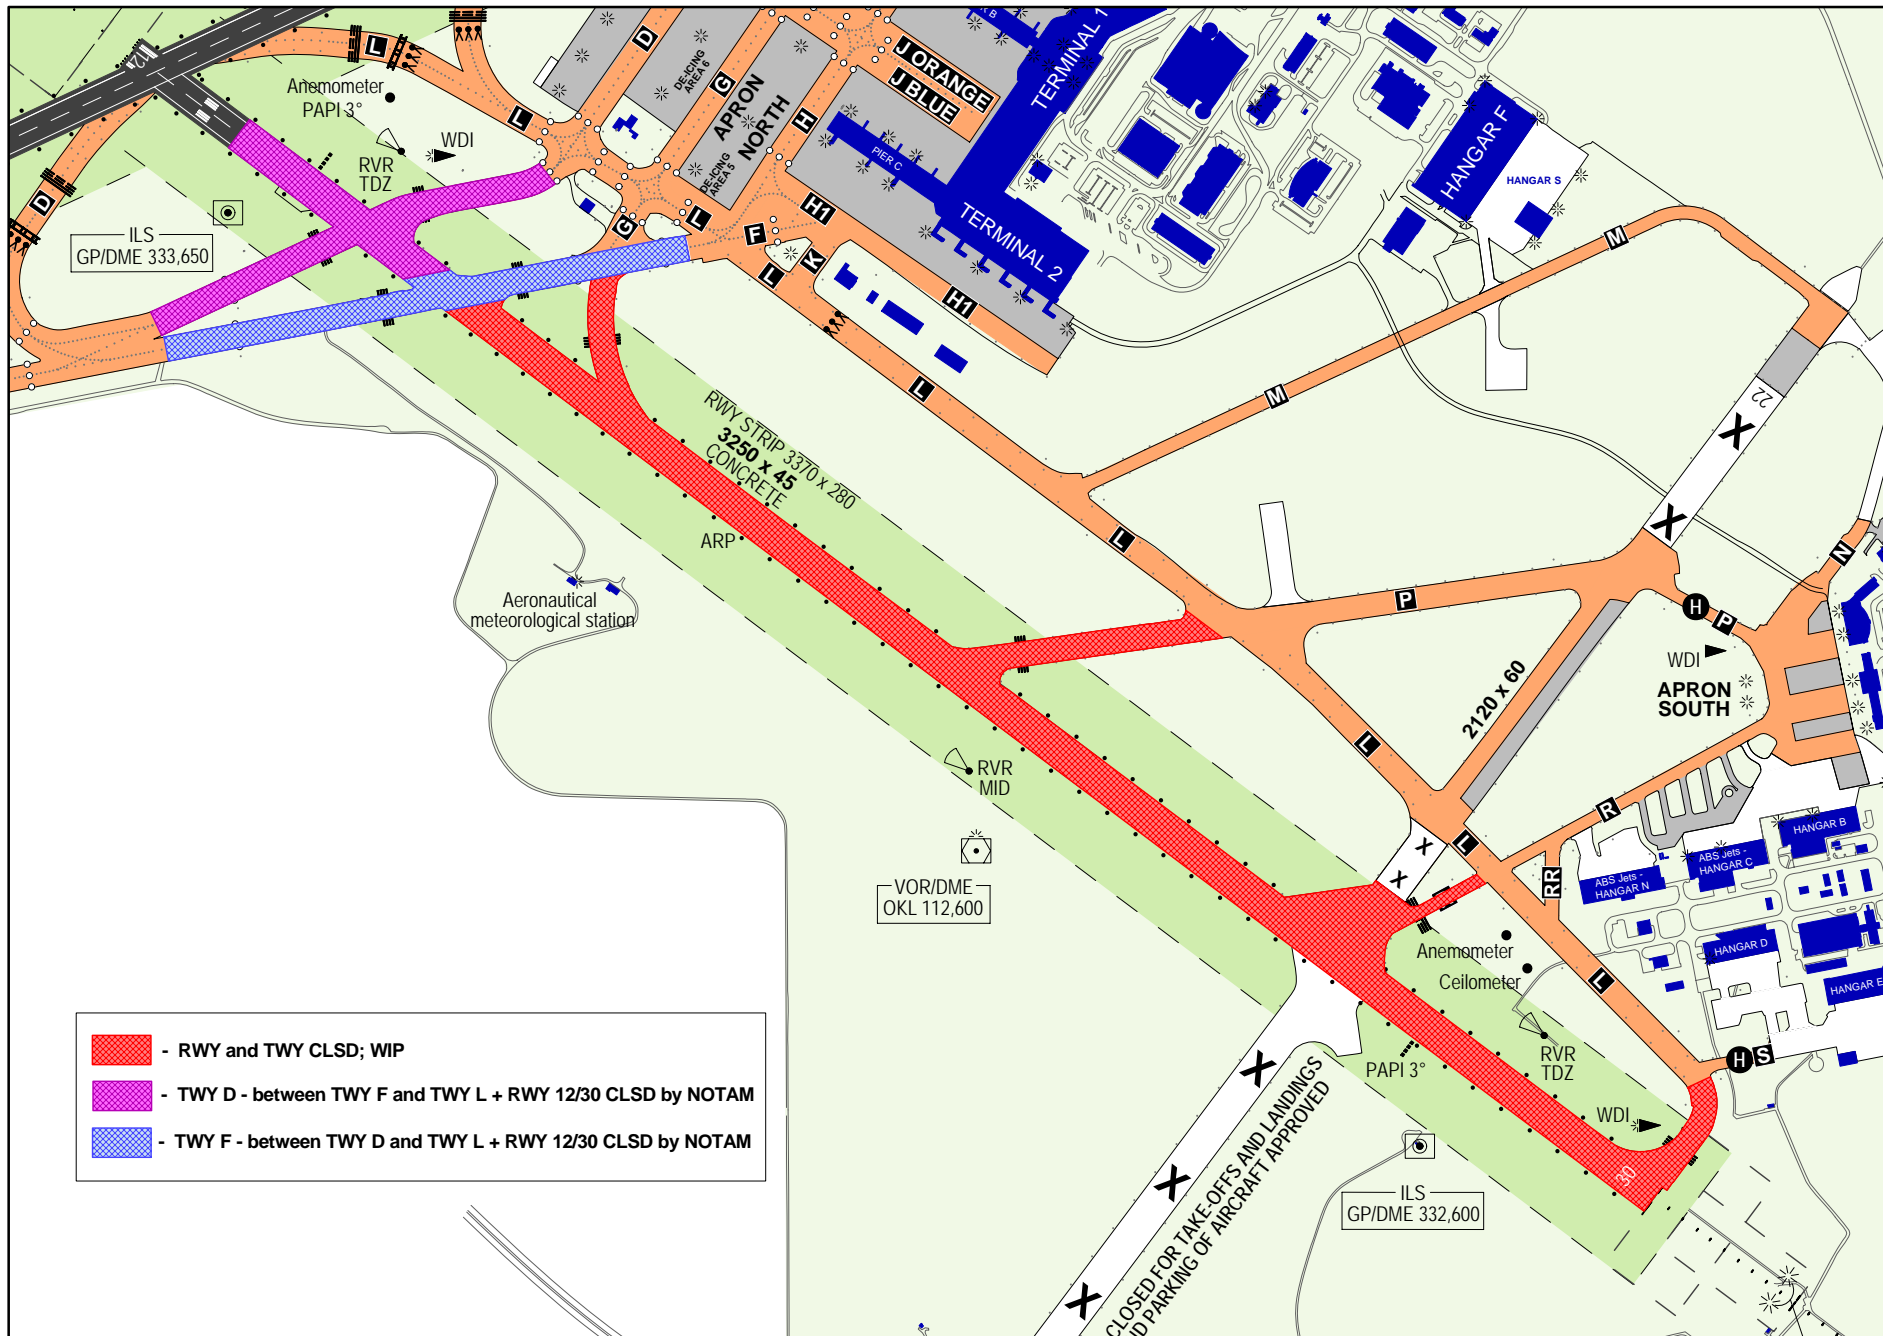 12
L
D
G
DE-ICING
AREA 6
APRON
NORTH
DE-ICING
AREA 5
H
J ORANGE
J BLUE
TERMINAL 1
PIER C
TERMINAL 2
HANGAR F
HANGAR S
Anemometer
PAPI 3°
L
WDI
RVR
TDZ
D
ILS
GP/DME 333,650
G
L
F
H1
K
L
H1
M
M
L
22
X
X
RWY STRIP 3370 x 280
3250 x 45
CONCRETE
ARP
L
P
N
H
P
WDI
APRON
SOUTH
Aeronautical
meteorological station
2120 x 60
L
RVR
MID
VOR/DME
OKL 112,600
X
X
L
R
RR
HANGAR B
ABS Jets -
HANGAR C
ABS Jets -
HANGAR N
HANGAR D
HANGAR E
Anemometer
Ceilometer
L
RVR
TDZ
PAPI 3°
H
S
WDI
30
ILS
GP/DME 332,600
X
X
X
CLOSED FOR TAKE-OFFS AND LANDINGS
ND PARKING OF AIRCRAFT APPROVED
- RWY and TWY CLSD; WIP
- TWY D - between TWY F and TWY L + RWY 12/30 CLSD by NOTAM
- TWY F - between TWY D and TWY L + RWY 12/30 CLSD by NOTAM